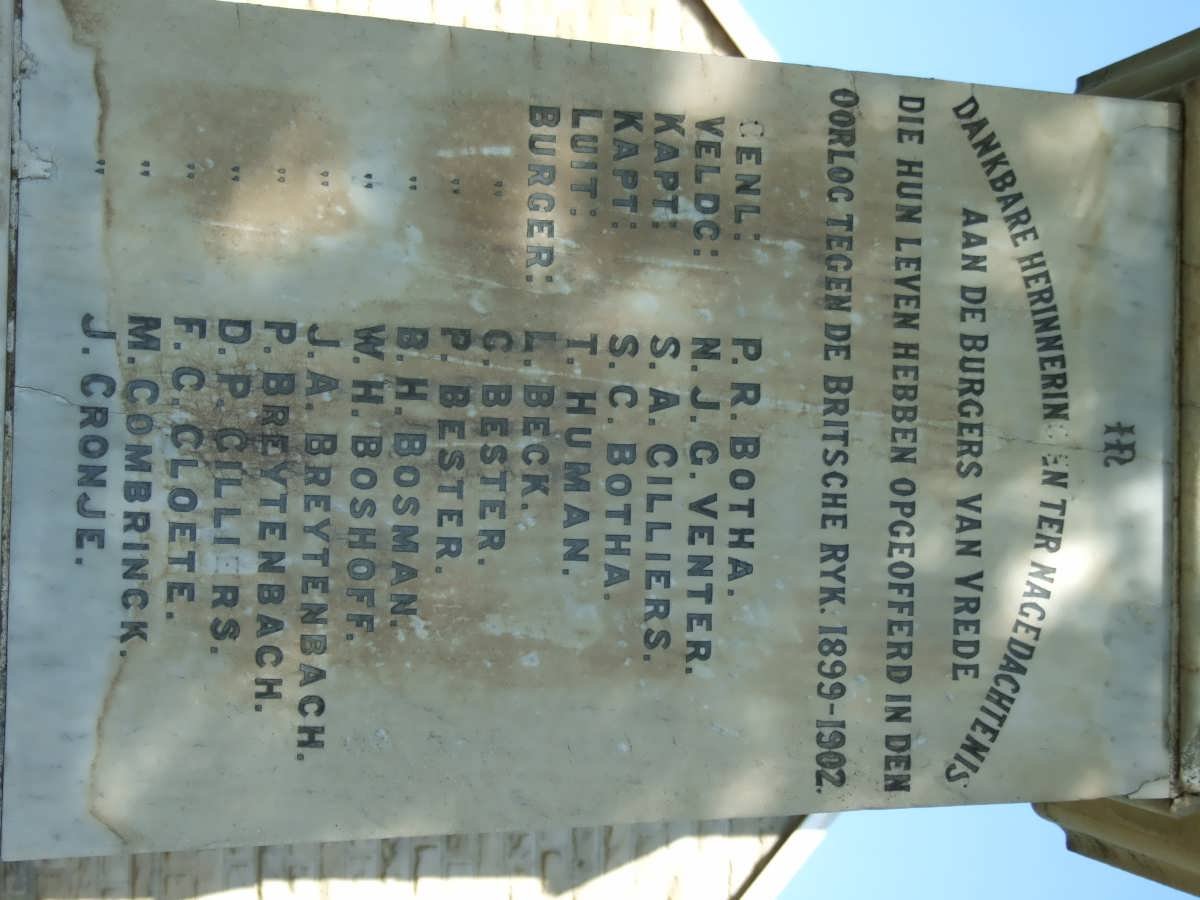 IN
DANKBARE HERINNERING EN TER NAGEDACHTENIS
AAN DE BURGERS VAN VREDE
DIE HUN LEVEN HEBBEN OPGEOFFERD IN DEN
OORLOG TEGEN DE BRITSCHE RYK. 1899-1902.
GENL: P. R. BOTHA.
VELDC: N. J. G. VENTER.
KAPT: S. A. CILLIERS.
KAPT: S. C. BOTHA.
LUIT: T. HUMAN.
BURGER: L. BECK.
" C. BESTER.
" P. BESTER.
" B. H. BOSMAN.
" W. H. BOSHOFF.
" J. A. BREYTENBACH.
" P. BREYTENBACH.
" D. P. CILLIERS.
" F. C. CLOETE.
" M. COMBRINCK.
" J. CRONJE.